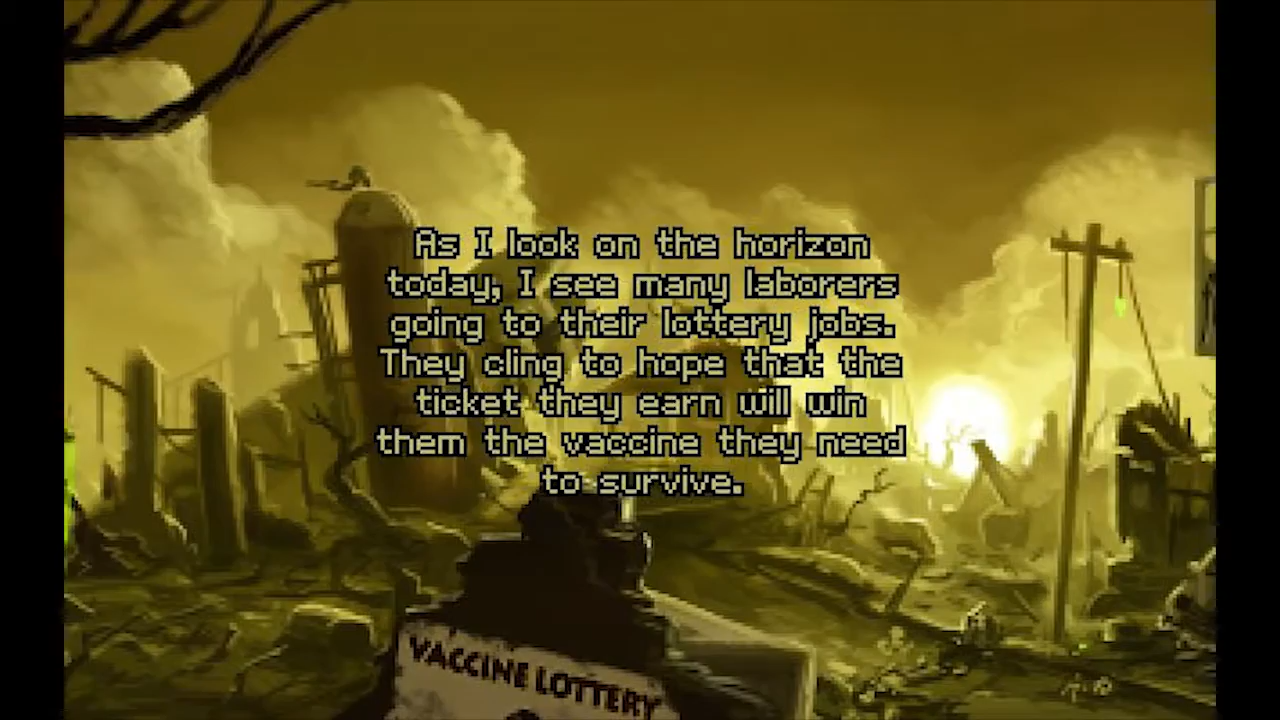 As I look on the horizon
today, I see many laborers
going to their lottery jobs.
They cling to hope that the
ticket they earn will win
them the vaccine they need
to survive.
VACCINE LOTTERY